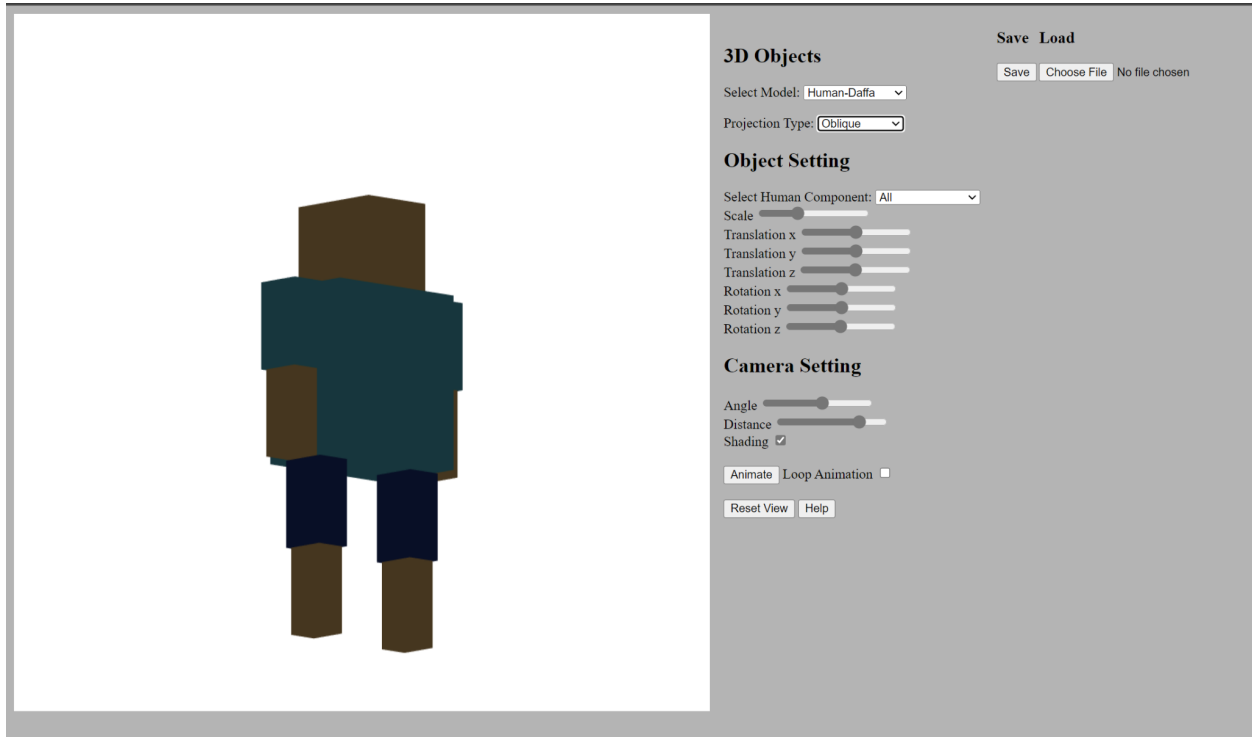 3D Objects
Select Model: Human-Daffa
Projection Type: Oblique
Object Setting
Select Human Component: All
Scale
Translation x
Translation y
Translation z
Rotation x
Rotation y
Rotation z
Camera Setting
Angle
Distance
Shading
Animate Loop Animation
Reset View Help
Save Load
Save Choose File No file chosen